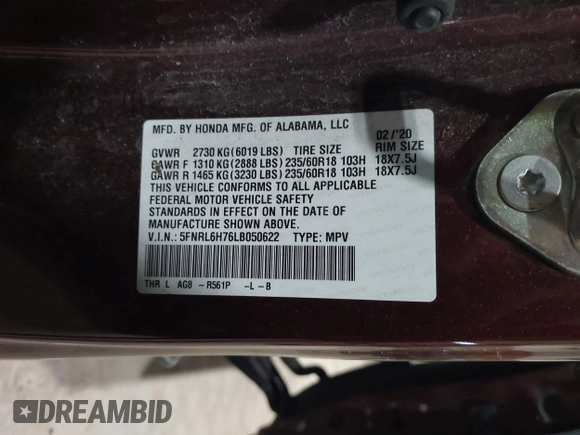 MFD. BY HONDA MFG. OF ALABAMA, LLC 02/'20
GVWR 2730 KG(6019 LBS) TIRE SIZE RIM SIZE
GAWR F 1310 KG(2888 LBS) 235/60R18 103H 18X7.5J
GAWR R 1465 KG(3230 LBS) 235/60R18 103H 18X7.5J
THIS VEHICLE CONFORMS TO ALL APPLICABLE
FEDERAL MOTOR VEHICLE SAFETY
STANDARDS IN EFFECT ON THE DATE OF
MANUFACTURE SHOWN ABOVE.
V.I.N.: 5FNRL6H76LB050622 TYPE: MPV
THR L AG8 -R561P -L-B
DREAMBID